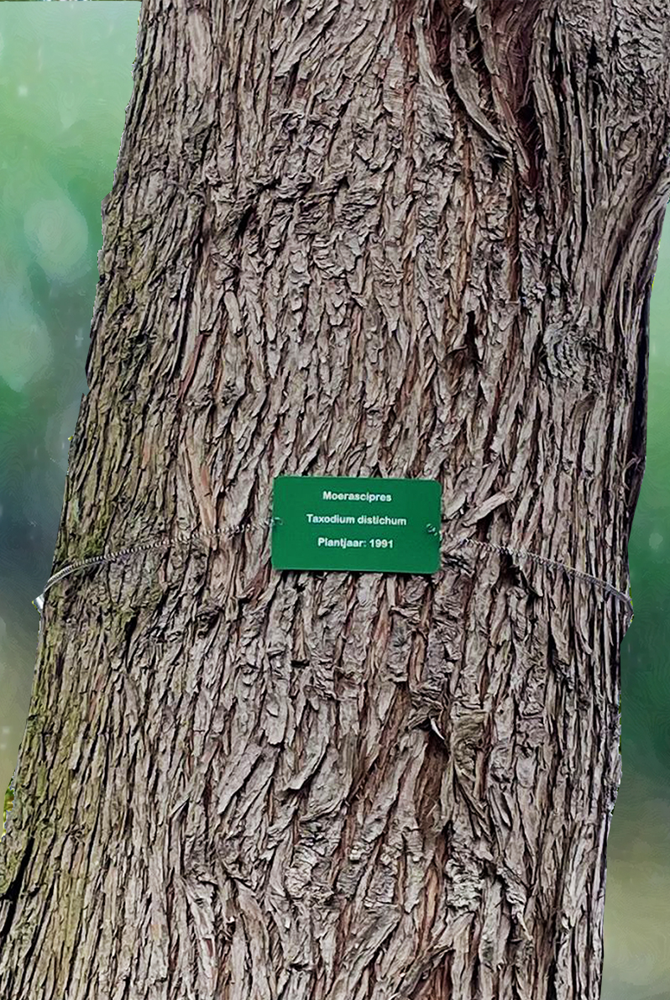 Moerascipres
Taxodium distichum
Plantjaar: 1991